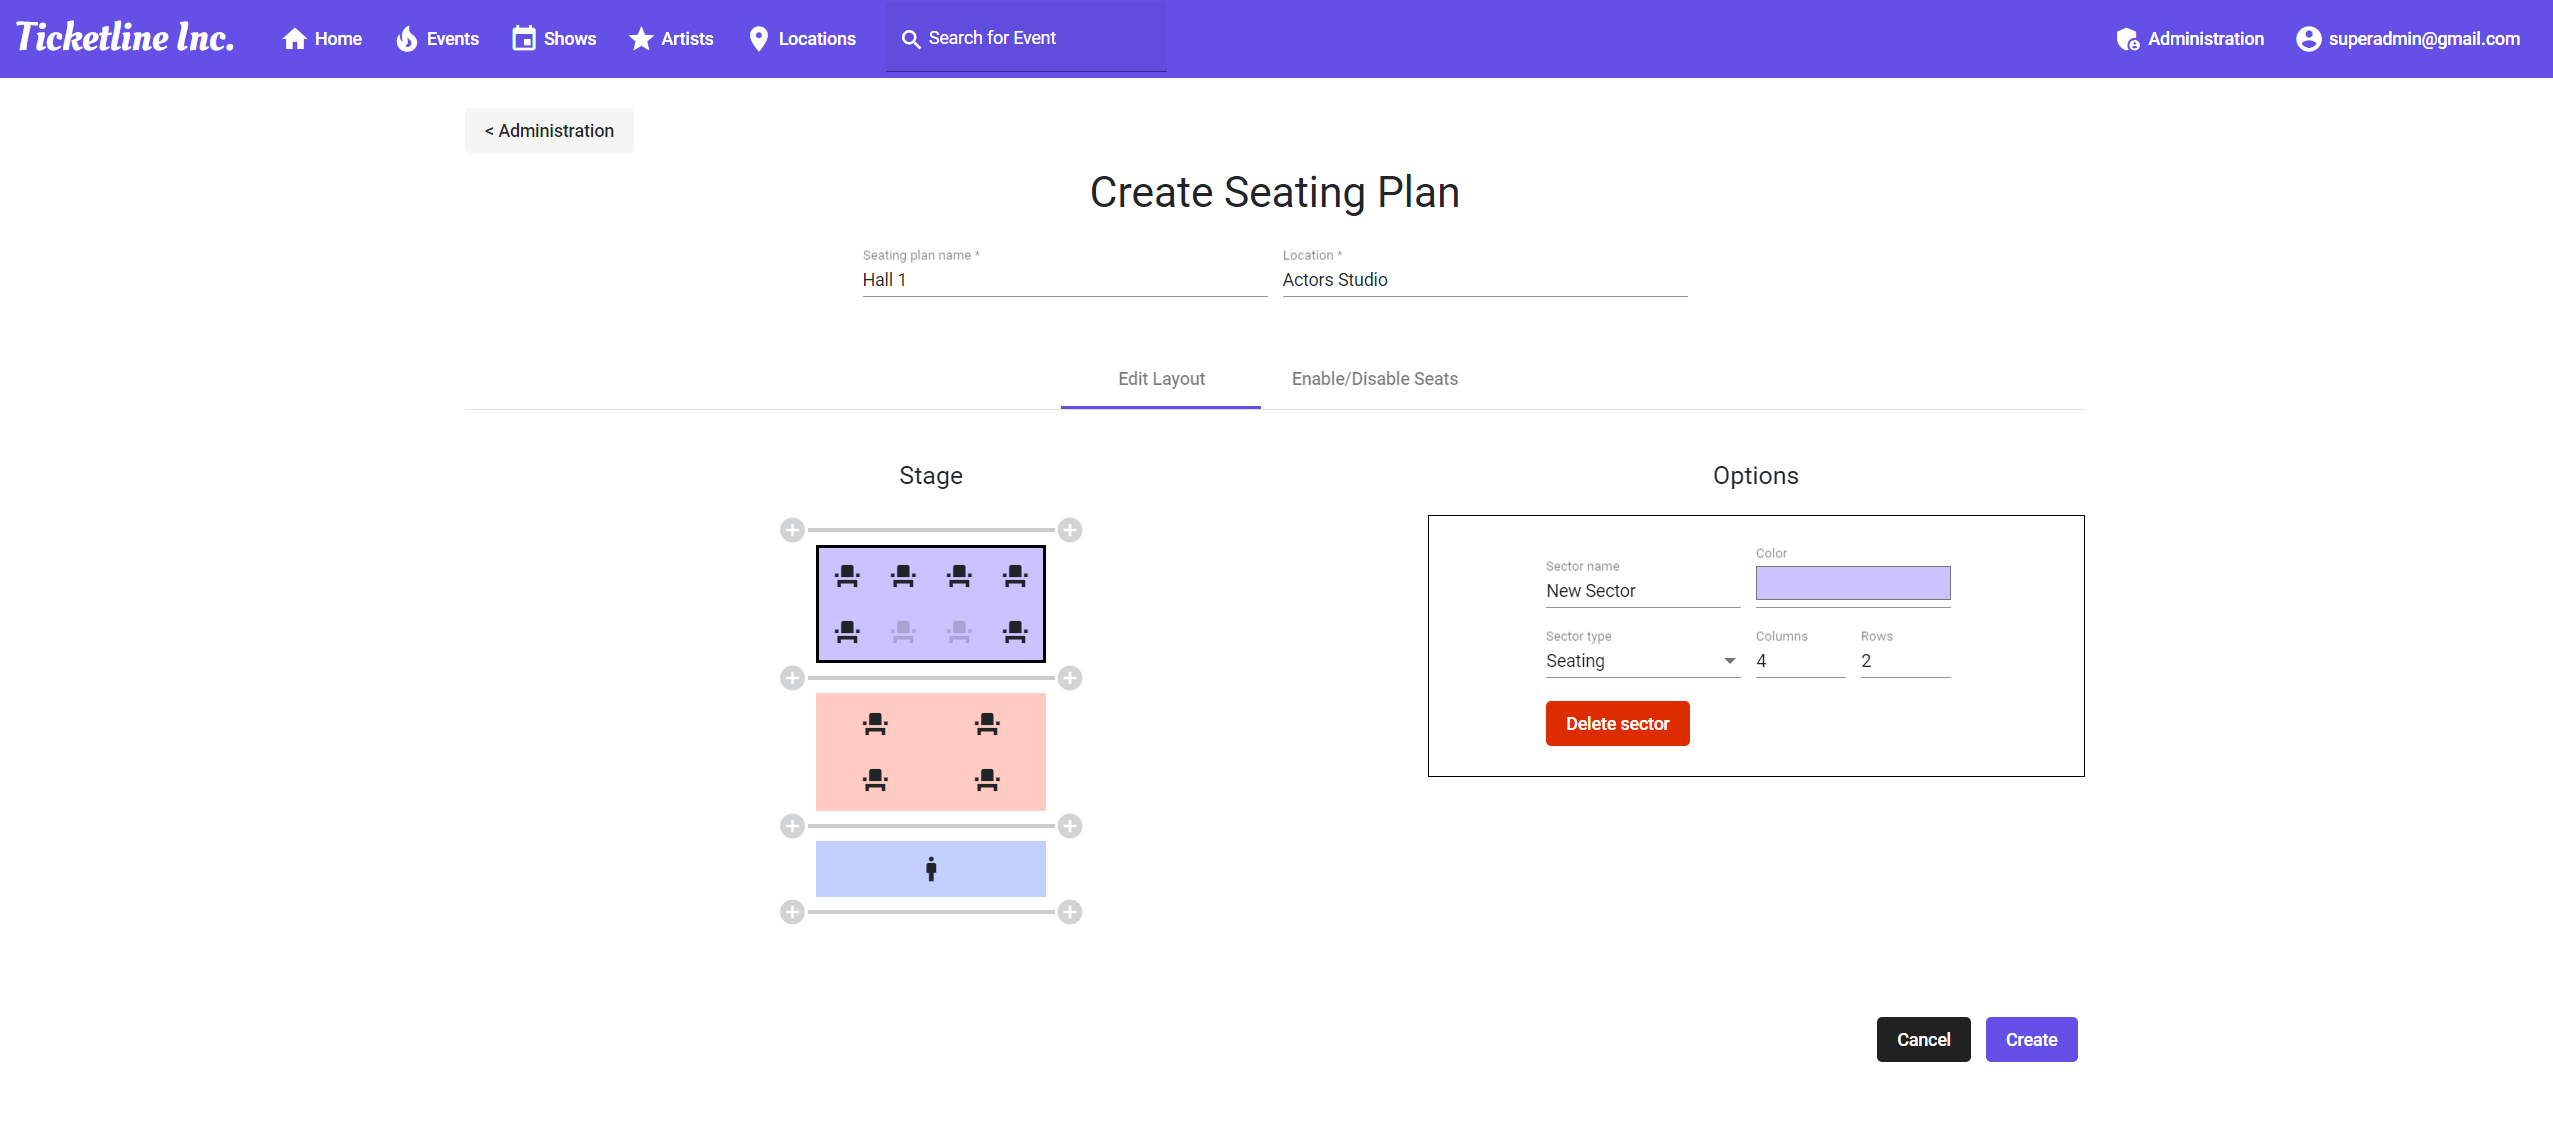 Ticketline Inc.
Home
Events
Shows
Artists
Locations
Search for Event
Administration
superadmin@gmail.com
< Administration
Create Seating Plan
Seating plan name *
Location *
Hall 1
Actors Studio
Edit Layout
Enable/Disable Seats
Stage
Options
Sector name
Color
New Sector
Sector type
Columns
Rows
Seating
4
2
Delete sector
Cancel
Create